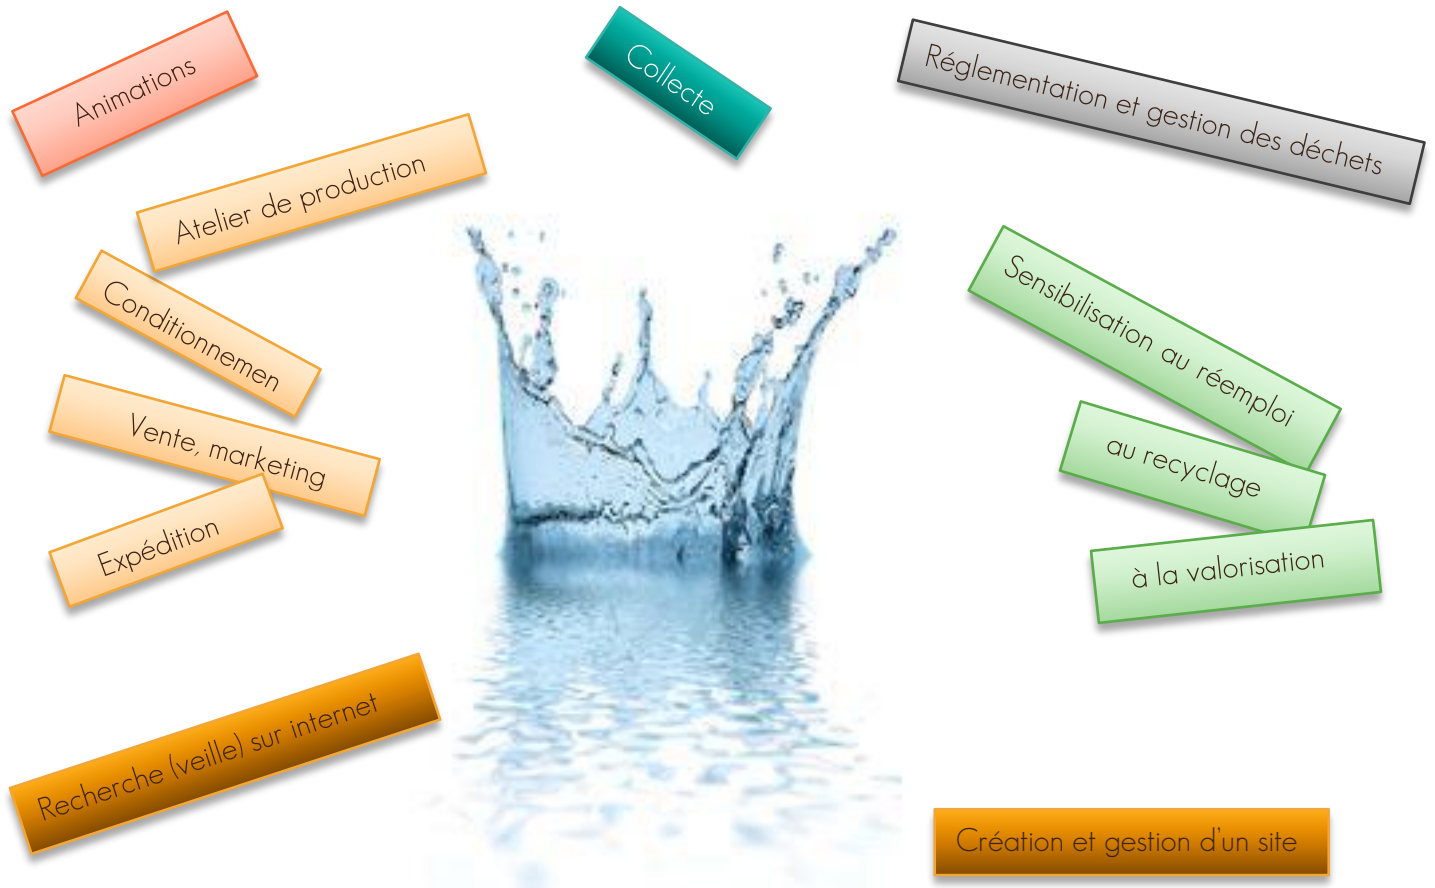 Animations
Collecte
Réglementation et gestion des déchets
Atelier de production
Conditionnemen
Vente, marketing
Expédition
Sensibilisation au réemploi
au recyclage
à la valorisation
Recherche (veille) sur internet
Création et gestion d'un site